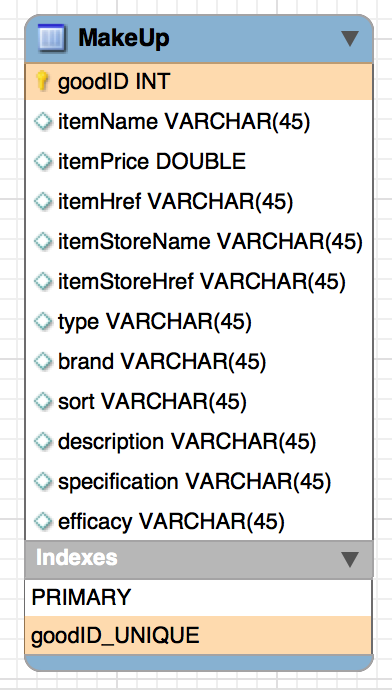 MakeUp
goodID INT
itemName VARCHAR(45)
itemPrice DOUBLE
itemHref VARCHAR(45)
itemStoreName VARCHAR(45)
itemStoreHref VARCHAR(45)
type VARCHAR(45)
brand VARCHAR(45)
sort VARCHAR(45)
description VARCHAR(45)
specification VARCHAR(45)
efficacy VARCHAR(45)
Indexes
PRIMARY
goodID_UNIQUE